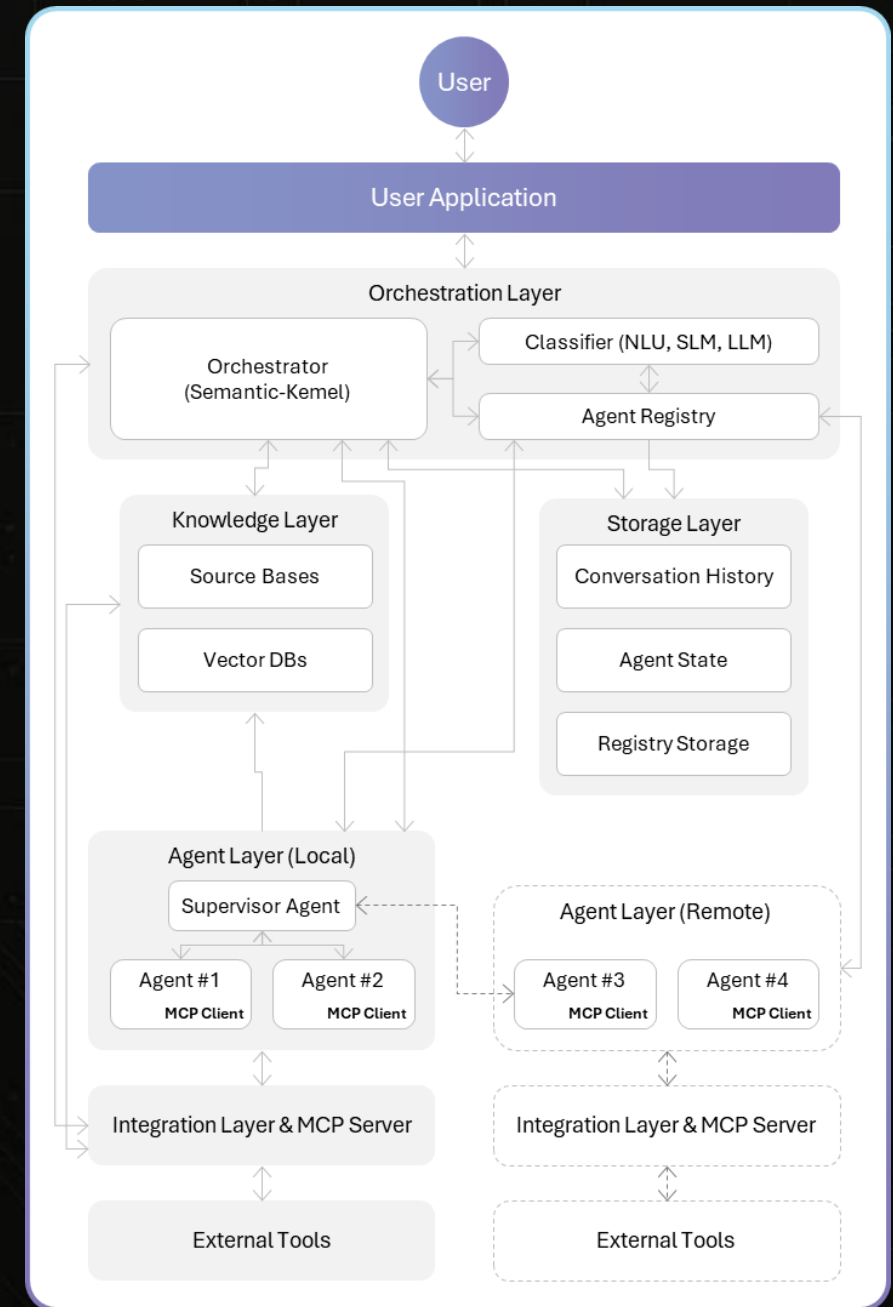 User
User Application
Orchestration Layer
Orchestrator
(Semantic-Kernel)
Classifier (NLU, SLM, LLM)
Agent Registry
Knowledge Layer
Source Bases
Vector DBs
Storage Layer
Conversation History
Agent State
Registry Storage
Agent Layer (Local)
Supervisor Agent
Agent #1
MCP Client
Agent #2
MCP Client
Agent Layer (Remote)
Agent #3
MCP Client
Agent #4
MCP Client
Integration Layer & MCP Server
Integration Layer & MCP Server
External Tools
External Tools